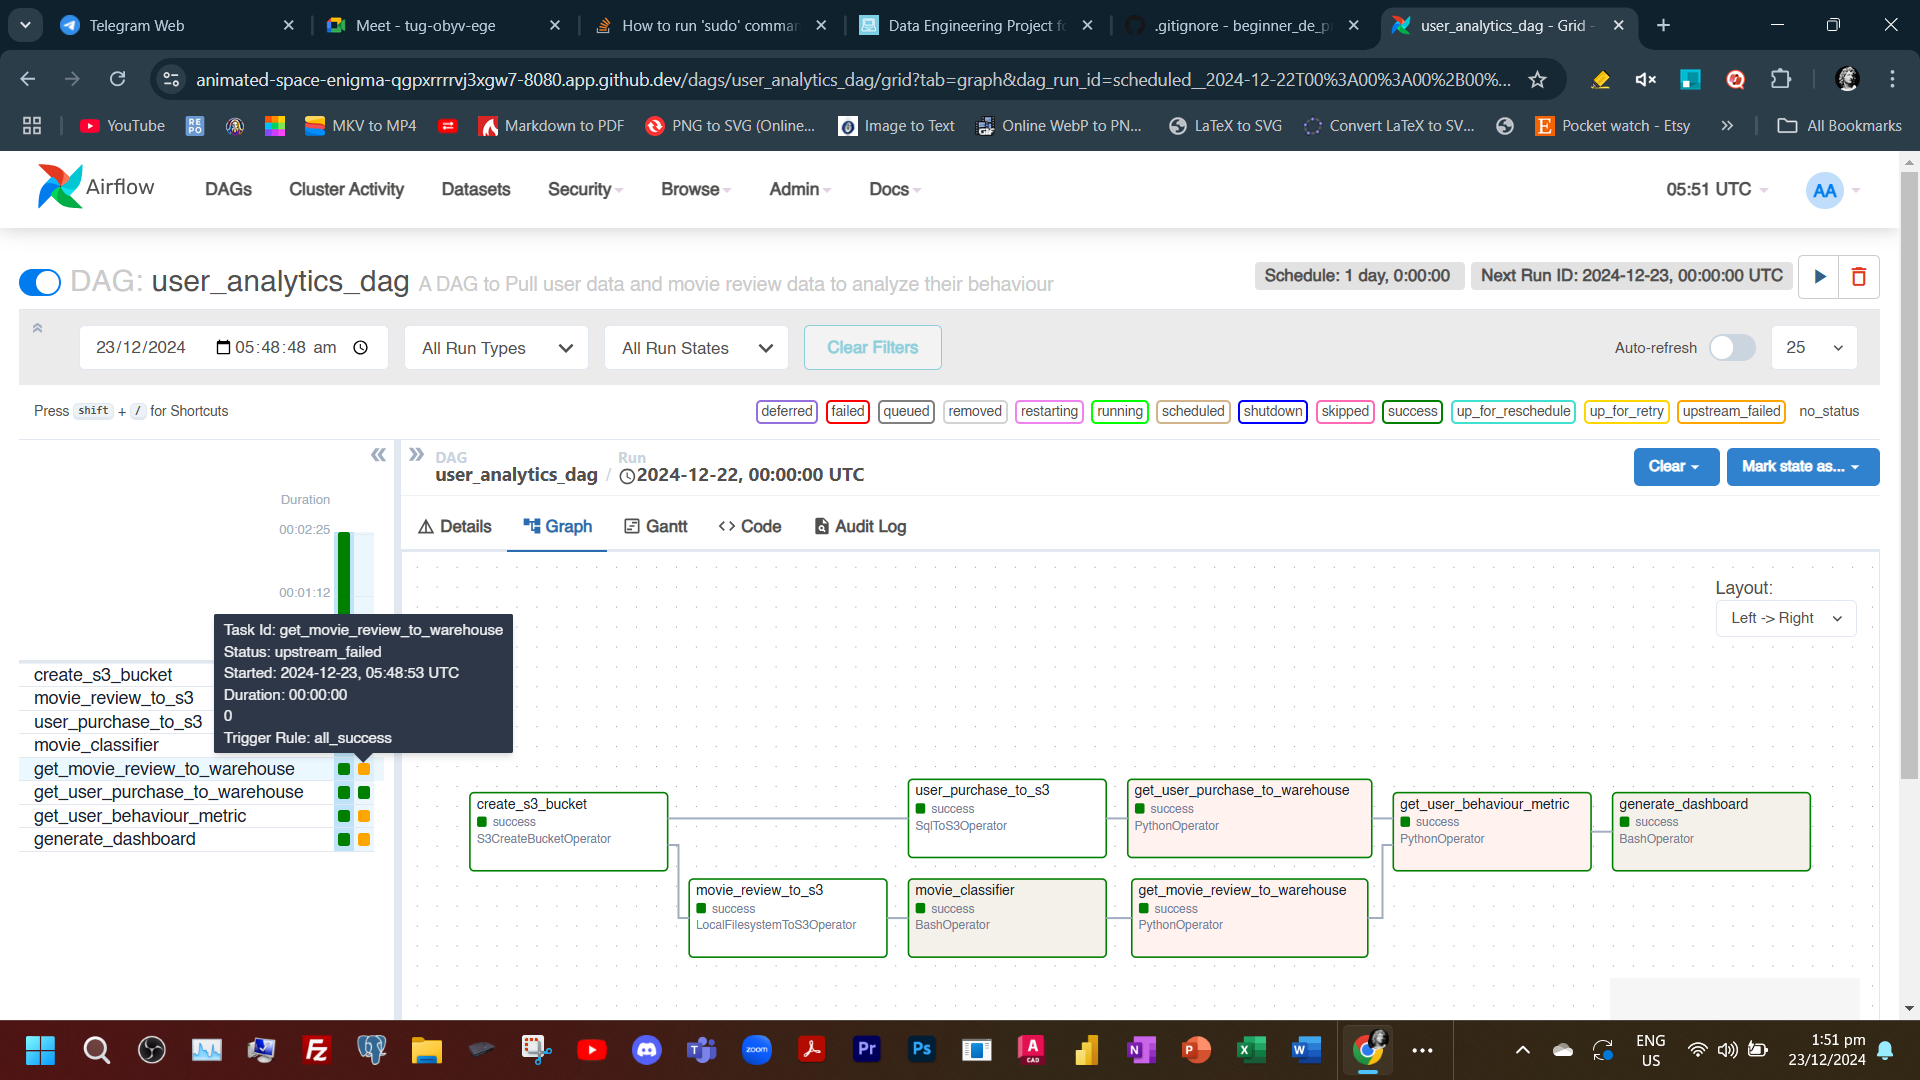 Telegram Web
Meet - tug-obyv-ege
How to run 'sudo' comma
Data Engineering Project fo
.gitignore - beginner_de_p
user_analytics_dag - Grid -
animated-space-enigma-qgpxrrrrvj3xgw7-8080.app.github.dev/dags/user_analytics_dag/grid?tab=graph&dag_run_id=scheduled__2024-12-22T00%3A00%3A00%2B00%...
YouTube
REPO
MKV to MP4
Markdown to PDF
PNG to SVG (Online...
Image to Text
Online WebP to PN...
LaTeX to SVG
Convert LaTeX to SV...
Pocket watch - Etsy
All Bookmarks
Airflow
DAGs
Cluster Activity
Datasets
Security
Browse
Admin
Docs
05:51 UTC
AA
DAG: user_analytics_dag A DAG to Pull user data and movie review data to analyze their behaviour
Schedule: 1 day, 0:00:00
Next Run ID: 2024-12-23, 00:00:00 UTC
23/12/2024 05:48:48 am
All Run Types
All Run States
Clear Filters
Auto-refresh
25
Press shift + / for Shortcuts
deferred
failed
queued
removed
restarting
running
scheduled
shutdown
skipped
success
up_for_reschedule
up_for_retry
upstream_failed
no_status
DAG
user_analytics_dag
/
Run
2024-12-22, 00:00:00 UTC
Clear
Mark state as...
Duration
00:02:25
00:01:12
Details
Graph
Gantt
Code
Audit Log
Layout:
Left -> Right
Task Id: get_movie_review_to_warehouse
Status: upstream_failed
Started: 2024-12-23, 05:48:53 UTC
Duration: 00:00:00
0
Trigger Rule: all_success
create_s3_bucket
movie_review_to_s3
user_purchase_to_s3
movie_classifier
get_movie_review_to_warehouse
get_user_purchase_to_warehouse
get_user_behaviour_metric
generate_dashboard
create_s3_bucket
success
S3CreateBucketOperator
user_purchase_to_s3
success
SqlToS3Operator
get_user_purchase_to_warehouse
success
PythonOperator
get_user_behaviour_metric
success
PythonOperator
generate_dashboard
success
BashOperator
movie_review_to_s3
success
LocalFilesystemToS3Operator
movie_classifier
success
BashOperator
get_movie_review_to_warehouse
success
PythonOperator
zoom
Pr
Ps
CAD
ENG
US
1:51 pm
23/12/2024